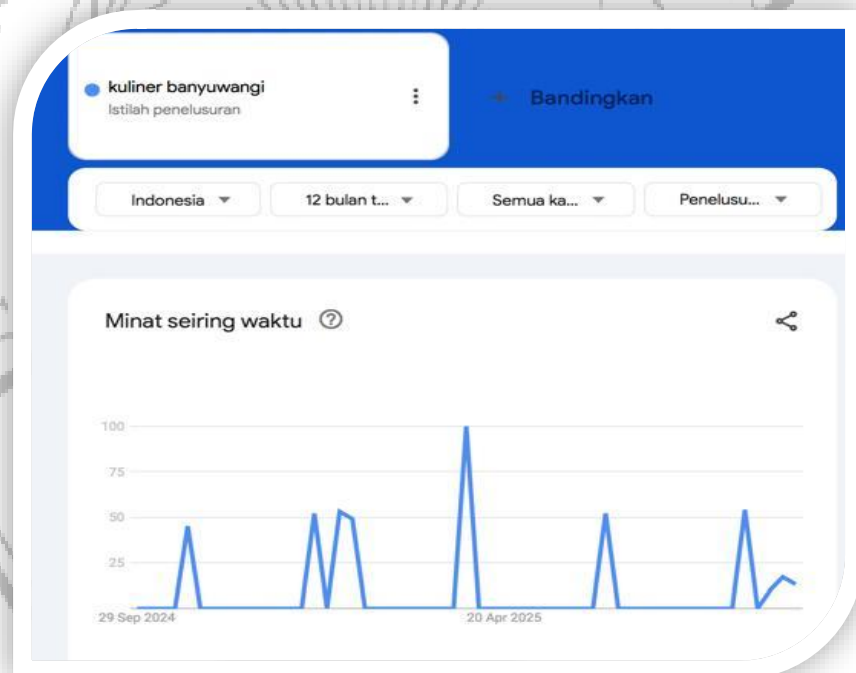 kuliner banyuwangi
Istilah penelusuran
+ Bandingkan
Indonesia
12 bulan t...
Semua ka...
Penelusu...
Minat seiring waktu
100
75
50
25
29 Sep 2024
20 Apr 2025